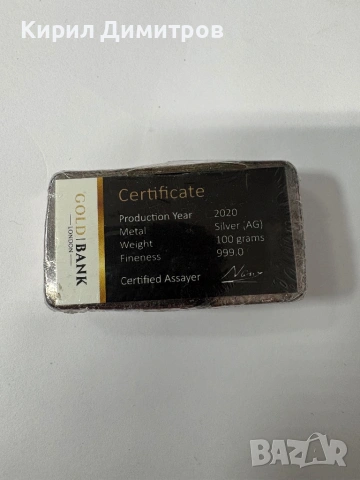 Кирил Димитров
GOLD|BANK
LONDON
Certificate
Production Year 2020
Metal Silver (AG)
Weight 100 grams
Fineness 999.0
Certified Assayer
BAZAR